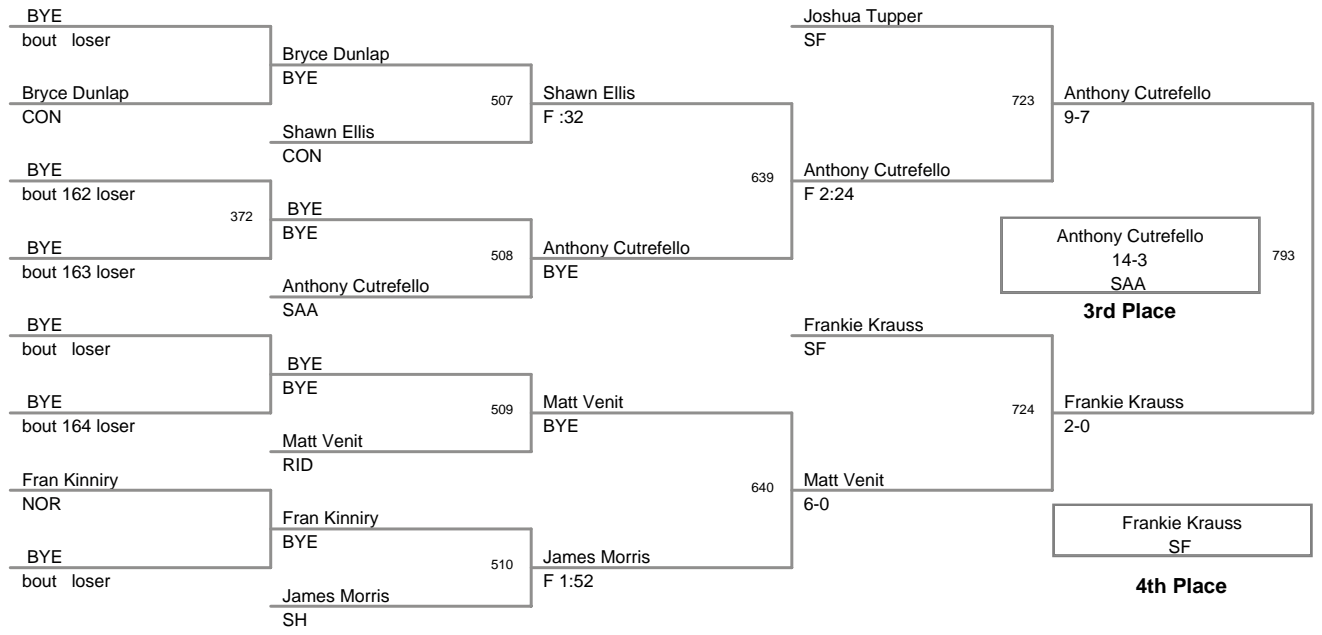 BYE
bout loser
Bryce Dunlap
CON
BYE
bout 162 loser
372
BYE
bout 163 loser
BYE
bout loser
BYE
bout 164 loser
Fran Kinniry
NOR
BYE
bout loser
Bryce Dunlap
BYE
507
Shawn Ellis
CON
BYE
BYE
508
Anthony Cutrefello
SAA
BYE
BYE
509
Matt Venit
RID
Fran Kinniry
BYE
510
James Morris
SH
Shawn Ellis
F :32
639
Anthony Cutrefello
BYE
Matt Venit
BYE
640
James Morris
F 1:52
Joshua Tupper
SF
723
Anthony Cutrefello
F 2:24
Frankie Krauss
SF
724
Matt Venit
6-0
Anthony Cutrefello
9-7
Anthony Cutrefello
14-3
SAA
793
3rd Place
Frankie Krauss
2-0
Frankie Krauss
SF
4th Place